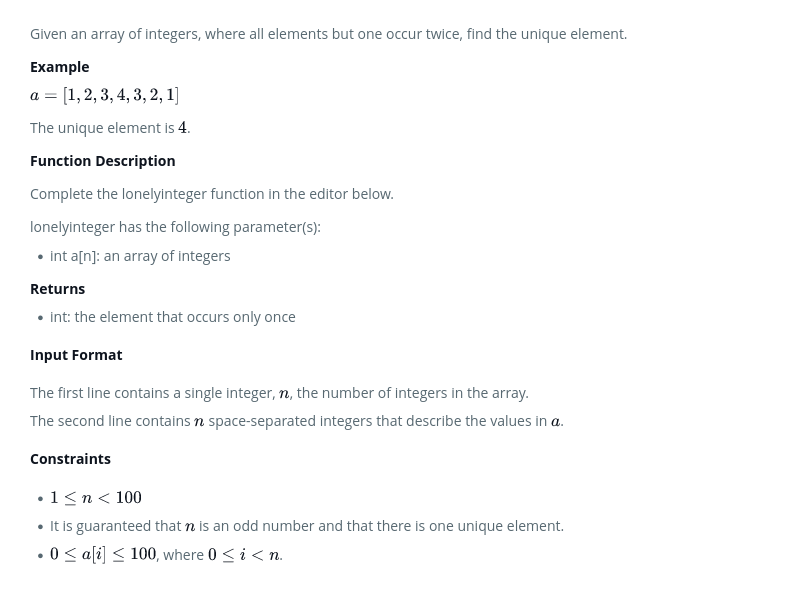 Given an array of integers, where all elements but one occur twice, find the unique element.
Example
a = [1, 2, 3, 4, 3, 2, 1]
The unique element is 4.
Function Description
Complete the lonelyinteger function in the editor below.
lonelyinteger has the following parameter(s):
• int a[n]: an array of integers
Returns
• int: the element that occurs only once
Input Format
The first line contains a single integer, n, the number of integers in the array.
The second line contains n space-separated integers that describe the values in a.
Constraints
• 1 ≤ n < 100
• It is guaranteed that n is an odd number and that there is one unique element.
• 0 ≤ a[i] ≤ 100, where 0 ≤ i < n.